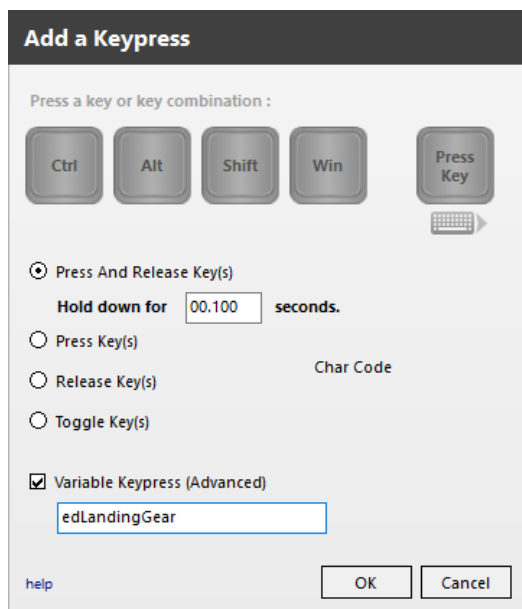 Add a Keypress
Press a key or key combination :
Ctrl Alt Shift Win Press Key
Press And Release Key(s)
Hold down for 00.100 seconds.
Press Key(s)
Char Code
Release Key(s)
Toggle Key(s)
Variable Keypress (Advanced)
edLandingGear
help OK Cancel